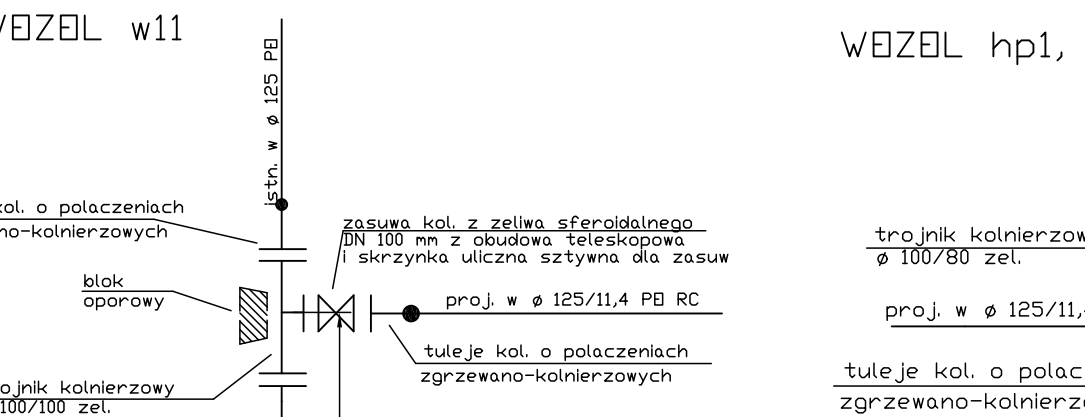 WEZEL w11
istn. w ø 125 PE
kol. o polaczeniach
no-kolnierzowych
blok
oporowy
ojnik kolnierzowy
100/100 zel.
zasuwa kol. z zeliwa sferoidalnego
DN 100 mm z obudowa teleskopowa
i skrzynka uliczna sztywna dla zasuw
proj. w ø 125/11,4 PE RC
tuleje kol. o polaczeniach
zgrzewano-kolnierzowych
WEZEL hp1,
trojnik kolnierzow
ø 100/80 zel.
proj. w ø 125/11,
tuleje kol. o polac
zgrzewano-kolnierz